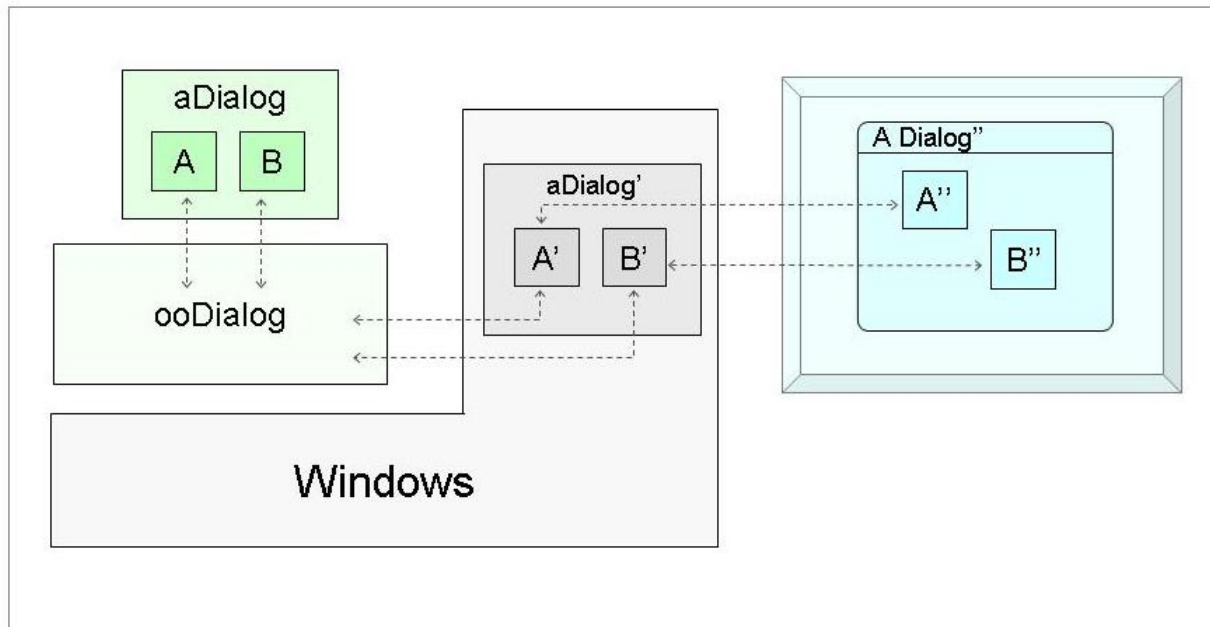 aDialog
A
B
ooDialog
Windows
aDialog’
A’
B’
A Dialog”
A’’
B”